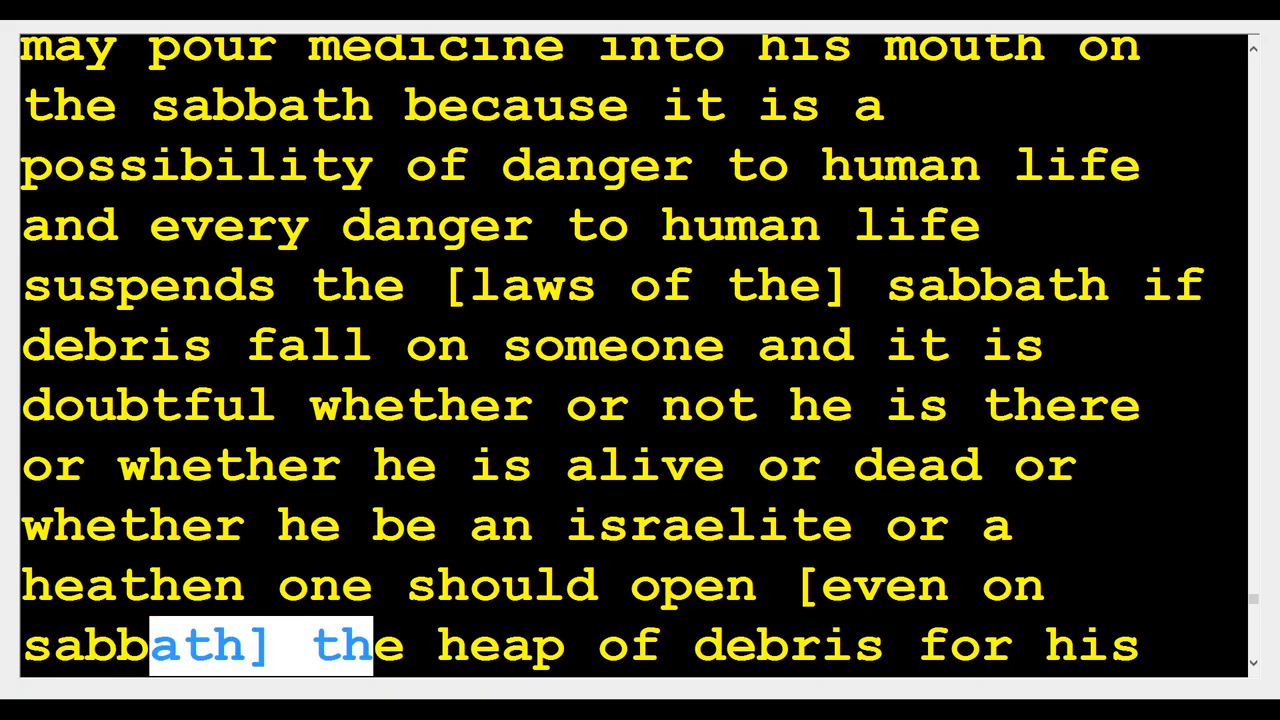 may pour medicine into his mouth on
the sabbath because it is a
possibility of danger to human life
and every danger to human life
suspends the [laws of the] sabbath if
debris fall on someone and it is
doubtful whether or not he is there
or whether he is alive or dead or
whether he be an israelite or a
heathen one should open [even on
sabbath] the heap of debris for his